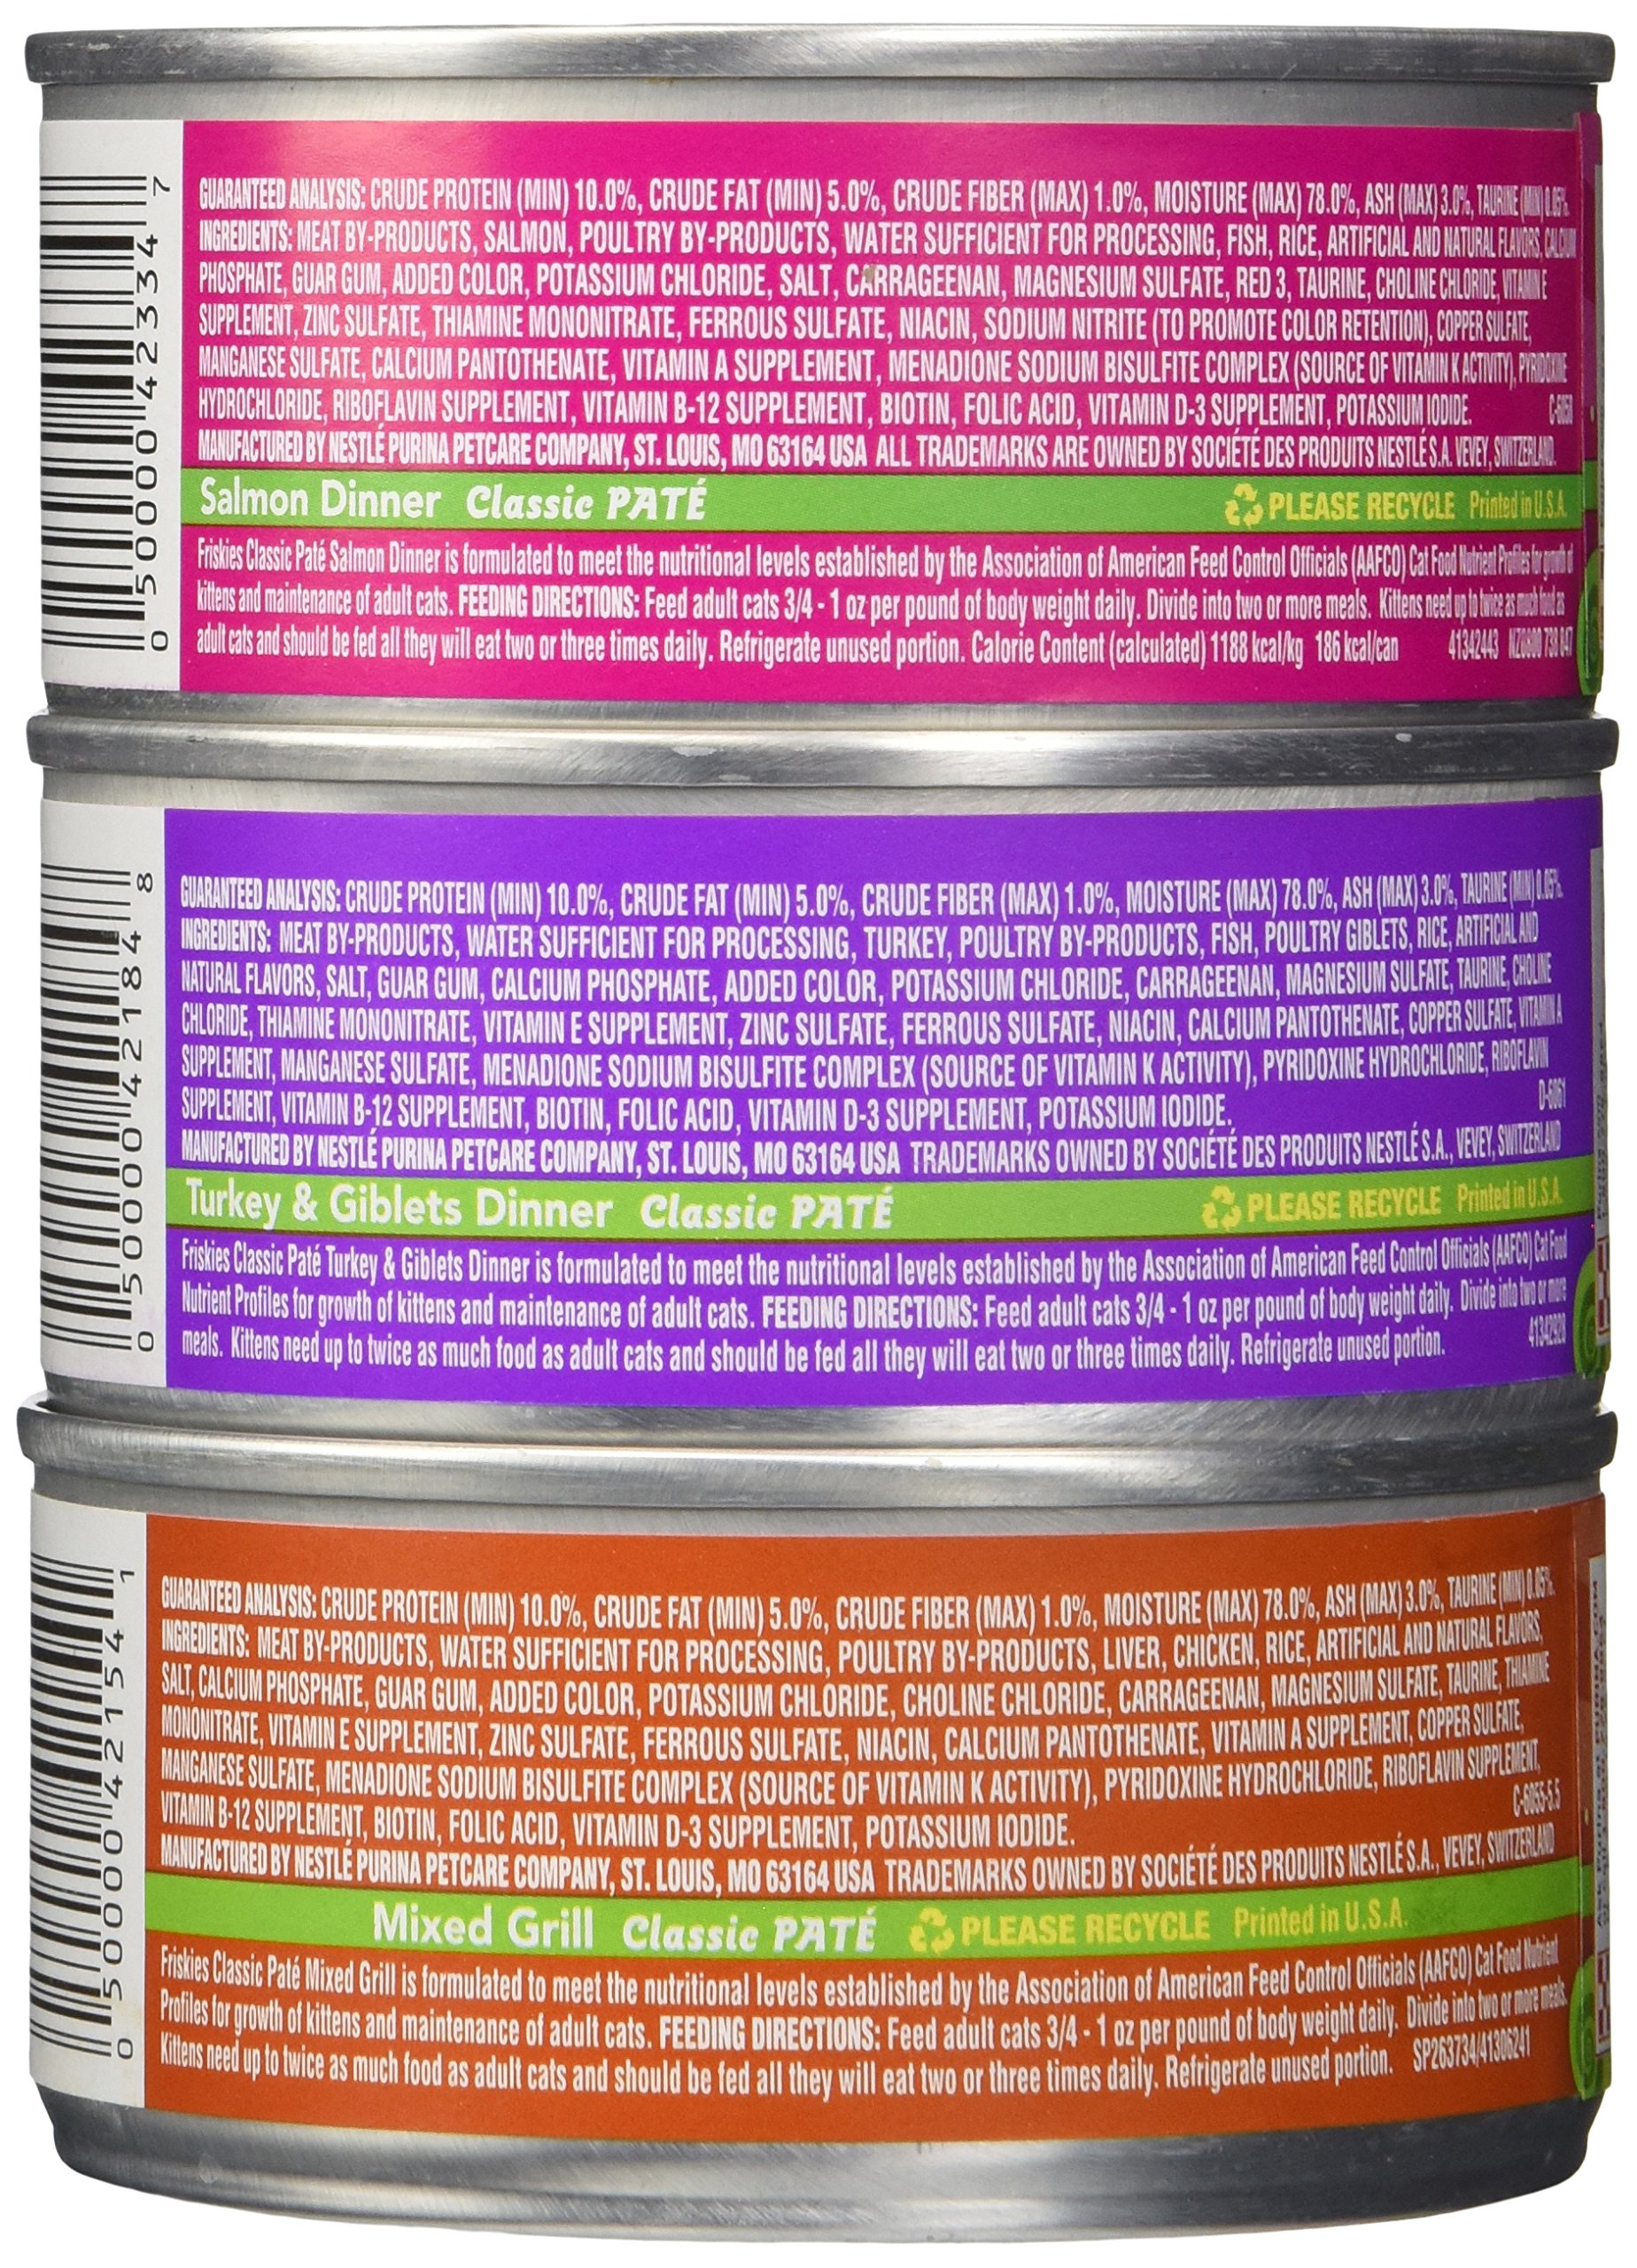 0 50000 42334 7
GUARANTEED ANALYSIS: CRUDE PROTEIN (MIN) 10.0%, CRUDE FAT (MIN) 5.0%, CRUDE FIBER (MAX) 1.0%, MOISTURE (MAX) 78.0%, ASH (MAX) 3.0%, TAURINE (MIN) 0.05%.
INGREDIENTS: MEAT BY-PRODUCTS, SALMON, POULTRY BY-PRODUCTS, WATER SUFFICIENT FOR PROCESSING, FISH, RICE, ARTIFICIAL AND NATURAL FLAVORS, CALCIUM
PHOSPHATE, GUAR GUM, ADDED COLOR, POTASSIUM CHLORIDE, SALT, CARRAGEENAN, MAGNESIUM SULFATE, RED 3, TAURINE, CHOLINE CHLORIDE, VITAMIN E
SUPPLEMENT, ZINC SULFATE, THIAMINE MONONITRATE, FERROUS SULFATE, NIACIN, SODIUM NITRITE (TO PROMOTE COLOR RETENTION), COPPER SULFATE,
MANGANESE SULFATE, CALCIUM PANTOTHENATE, VITAMIN A SUPPLEMENT, MENADIONE SODIUM BISULFITE COMPLEX (SOURCE OF VITAMIN K ACTIVITY), PYRIDOXINE
HYDROCHLORIDE, RIBOFLAVIN SUPPLEMENT, VITAMIN B-12 SUPPLEMENT, BIOTIN, FOLIC ACID, VITAMIN D-3 SUPPLEMENT, POTASSIUM IODIDE.
MANUFACTURED BY NESTLÉ PURINA PETCARE COMPANY, ST. LOUIS, MO 63164 USA ALL TRADEMARKS ARE OWNED BY SOCIÉTÉ DES PRODUITS NESTLÉ S.A. VEVEY, SWITZERLAND.
Salmon Dinner Classic PATÉ PLEASE RECYCLE Printed in U.S.A.
Friskies Classic Paté Salmon Dinner is formulated to meet the nutritional levels established by the Association of American Feed Control Officials (AAFCO) Cat Food Nutrient Profiles for growth of
kittens and maintenance of adult cats. FEEDING DIRECTIONS: Feed adult cats 3/4 - 1 oz per pound of body weight daily. Divide into two or more meals. Kittens need up to twice as much food as
adult cats and should be fed all they will eat two or three times daily. Refrigerate unused portion. Calorie Content (calculated) 1188 kcal/kg 186 kcal/can 41342443
0 50000 42184 8
GUARANTEED ANALYSIS: CRUDE PROTEIN (MIN) 10.0%, CRUDE FAT (MIN) 5.0%, CRUDE FIBER (MAX) 1.0%, MOISTURE (MAX) 78.0%, ASH (MAX) 3.0%, TAURINE (MIN) 0.05%.
INGREDIENTS: MEAT BY-PRODUCTS, WATER SUFFICIENT FOR PROCESSING, TURKEY, POULTRY BY-PRODUCTS, FISH, POULTRY GIBLETS, RICE, ARTIFICIAL AND
NATURAL FLAVORS, SALT, GUAR GUM, CALCIUM PHOSPHATE, ADDED COLOR, POTASSIUM CHLORIDE, CARRAGEENAN, MAGNESIUM SULFATE, TAURINE, CHOLINE
CHLORIDE, THIAMINE MONONITRATE, VITAMIN E SUPPLEMENT, ZINC SULFATE, FERROUS SULFATE, NIACIN, CALCIUM PANTOTHENATE, COPPER SULFATE, VITAMIN A
SUPPLEMENT, MANGANESE SULFATE, MENADIONE SODIUM BISULFITE COMPLEX (SOURCE OF VITAMIN K ACTIVITY), PYRIDOXINE HYDROCHLORIDE, RIBOFLAVIN
SUPPLEMENT, VITAMIN B-12 SUPPLEMENT, BIOTIN, FOLIC ACID, VITAMIN D-3 SUPPLEMENT, POTASSIUM IODIDE. D-6061
MANUFACTURED BY NESTLÉ PURINA PETCARE COMPANY, ST. LOUIS, MO 63164 USA TRADEMARKS OWNED BY SOCIÉTÉ DES PRODUITS NESTLÉ S.A., VEVEY, SWITZERLAND
Turkey & Giblets Dinner Classic PATÉ PLEASE RECYCLE Printed in U.S.A.
Friskies Classic Paté Turkey & Giblets Dinner is formulated to meet the nutritional levels established by the Association of American Feed Control Officials (AAFCO) Cat Food
Nutrient Profiles for growth of kittens and maintenance of adult cats. FEEDING DIRECTIONS: Feed adult cats 3/4 - 1 oz per pound of body weight daily. Divide into two or more
meals. Kittens need up to twice as much food as adult cats and should be fed all they will eat two or three times daily. Refrigerate unused portion. 41342920
0 50000 42154 1
GUARANTEED ANALYSIS: CRUDE PROTEIN (MIN) 10.0%, CRUDE FAT (MIN) 5.0%, CRUDE FIBER (MAX) 1.0%, MOISTURE (MAX) 78.0%, ASH (MAX) 3.0%, TAURINE (MIN) 0.05%.
INGREDIENTS: MEAT BY-PRODUCTS, WATER SUFFICIENT FOR PROCESSING, POULTRY BY-PRODUCTS, LIVER, CHICKEN, RICE, ARTIFICIAL AND NATURAL FLAVORS,
SALT, CALCIUM PHOSPHATE, GUAR GUM, ADDED COLOR, POTASSIUM CHLORIDE, CHOLINE CHLORIDE, CARRAGEENAN, MAGNESIUM SULFATE, TAURINE, THIAMINE
MONONITRATE, VITAMIN E SUPPLEMENT, ZINC SULFATE, FERROUS SULFATE, NIACIN, CALCIUM PANTOTHENATE, VITAMIN A SUPPLEMENT, COPPER SULFATE,
MANGANESE SULFATE, MENADIONE SODIUM BISULFITE COMPLEX (SOURCE OF VITAMIN K ACTIVITY), PYRIDOXINE HYDROCHLORIDE, RIBOFLAVIN SUPPLEMENT,
VITAMIN B-12 SUPPLEMENT, BIOTIN, FOLIC ACID, VITAMIN D-3 SUPPLEMENT, POTASSIUM IODIDE. C-6055-5.5
MANUFACTURED BY NESTLÉ PURINA PETCARE COMPANY, ST. LOUIS, MO 63164 USA TRADEMARKS OWNED BY SOCIÉTÉ DES PRODUITS NESTLÉ S.A., VEVEY, SWITZERLAND
Mixed Grill Classic PATÉ PLEASE RECYCLE Printed in U.S.A.
Friskies Classic Paté Mixed Grill is formulated to meet the nutritional levels established by the Association of American Feed Control Officials (AAFCO) Cat Food Nutrient
Profiles for growth of kittens and maintenance of adult cats. FEEDING DIRECTIONS: Feed adult cats 3/4 - 1 oz per pound of body weight daily. Divide into two or more meals.
Kittens need up to twice as much food as adult cats and should be fed all they will eat two or three times daily. Refrigerate unused portion. SP263734/41306241